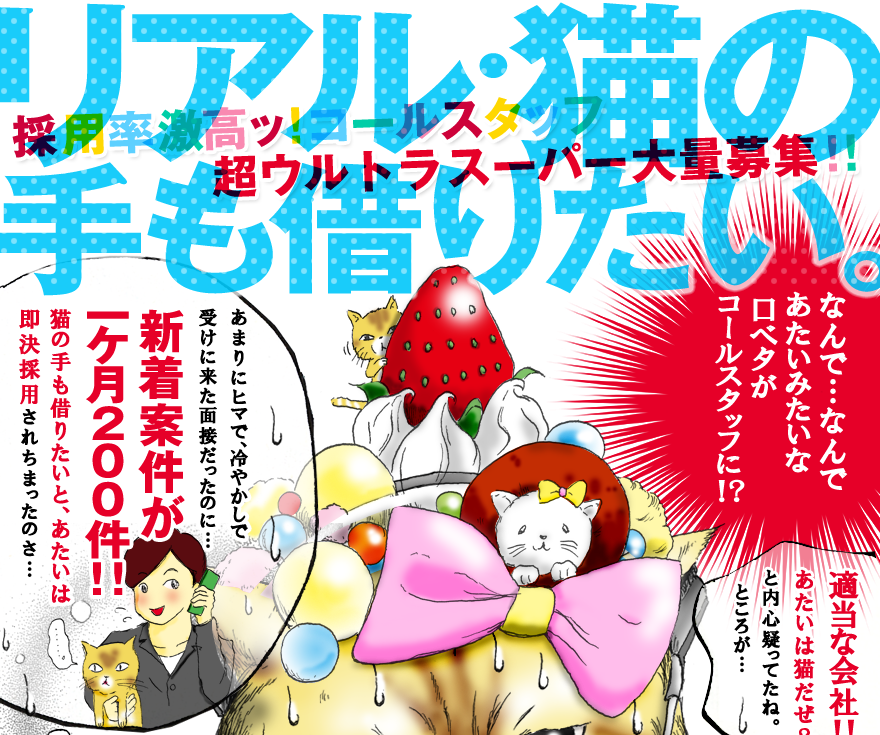 リアル・猫の
手も借りたい。
採用率激高ッ!コールスタッフ
超ウルトラスーパー大量募集!!
なんで…なんで
あたいみたいな
口ベタが
コールスタッフに!?
あまりにヒマで、冷やかしで
受けに来た面接だったのに…
新着案件が
一ケ月200件!!
猫の手も借りたいと、あたいは
即決採用されちまったのさ…
適当な会社!!
あたいは猫だぜ?
と内心疑ってたね。
ところが…